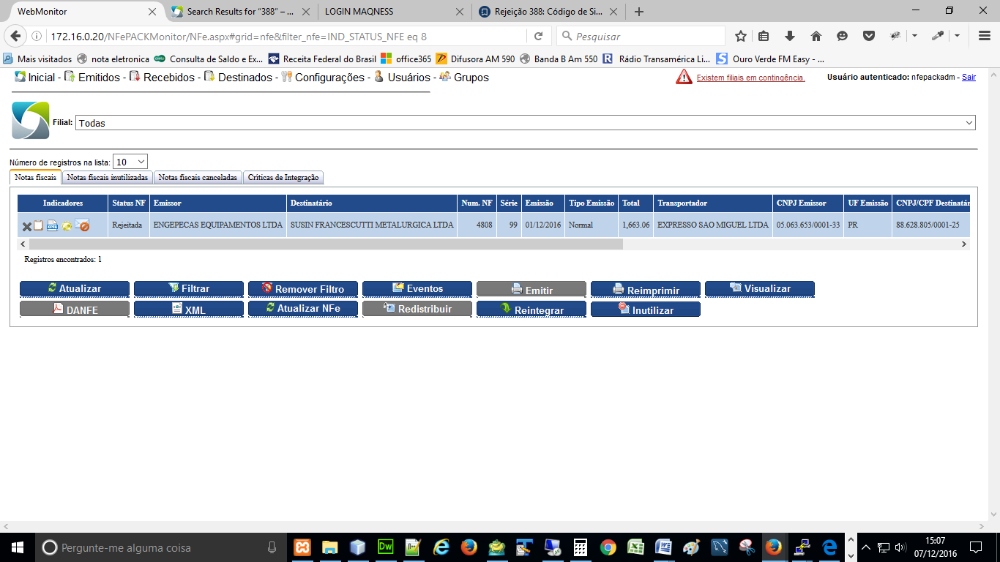 WebMonitor
Search Results for “388” – ...
LOGIN MAQNESS
Rejeição 388: Código de Si...
172.16.0.20/NFePACKMonitor/NFe.aspx#grid=nfe&filter_nfe=IND_STATUS_NFE eq 8
Pesquisar
Mais visitados nota eletronica Consulta de Saldo e Ex... Receita Federal do Brasil office365 Difusora AM 590 Banda B Am 550 Rádio Transamérica Li... Ouro Verde FM Easy - ...
Inicial - Emitidos - Recebidos - Destinados - Configurações - Usuários - Grupos
Existem filiais em contingência.
Usuário autenticado: nfepackadm - Sair
Filial: Todas
Número de registros na lista: 10
Notas fiscais Notas fiscais inutilizadas Notas fiscais canceladas Críticas de Integração
Indicadores Status NF Emissor Destinatário Num. NF Série Emissão Tipo Emissão Total Transportador CNPJ Emissor UF Emissão CNPJ/CPF Destinatár
Rejeitada ENGEPECAS EQUIPAMENTOS LTDA SUSIN FRANCESCUTTI METALURGICA LTDA 4808 99 01/12/2016 Normal 1,663.06 EXPRESSO SAO MIGUEL LTDA 05.063.653/0001-33 PR 88.628.805/0001-25
Registros encontrados: 1
Atualizar Filtrar Remover Filtro Eventos Emitir Reimprimir Visualizar
DANFE XML Atualizar NFe Redistribuir Reintegrar Inutilizar
Pergunte-me alguma coisa
Dw
15:07
07/12/2016